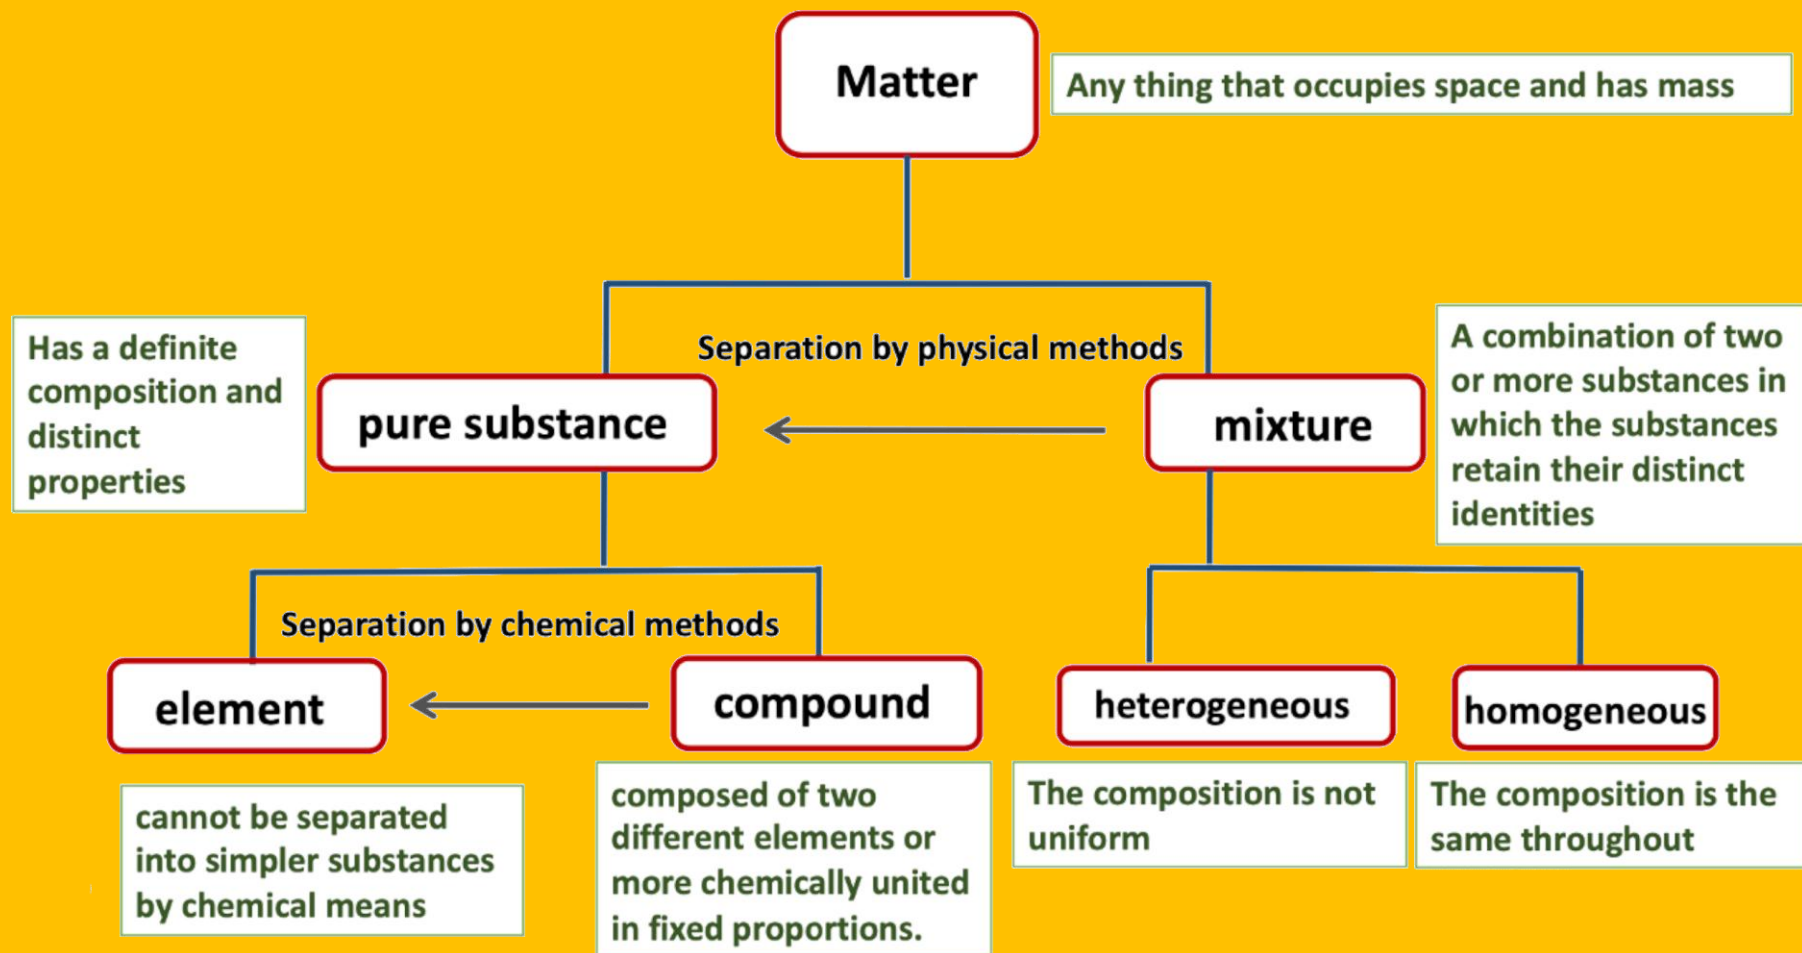 Matter
Any thing that occupies space and has mass
Has a definite
composition and
distinct
properties
pure substance
Separation by physical methods
mixture
A combination of two
or more substances in
which the substances
retain their distinct
identities
Separation by chemical methods
element
compound
heterogeneous
homogeneous
cannot be separated
into simpler substances
by chemical means
composed of two
different elements or
more chemically united
in fixed proportions.
The composition is not
uniform
The composition is the
same throughout